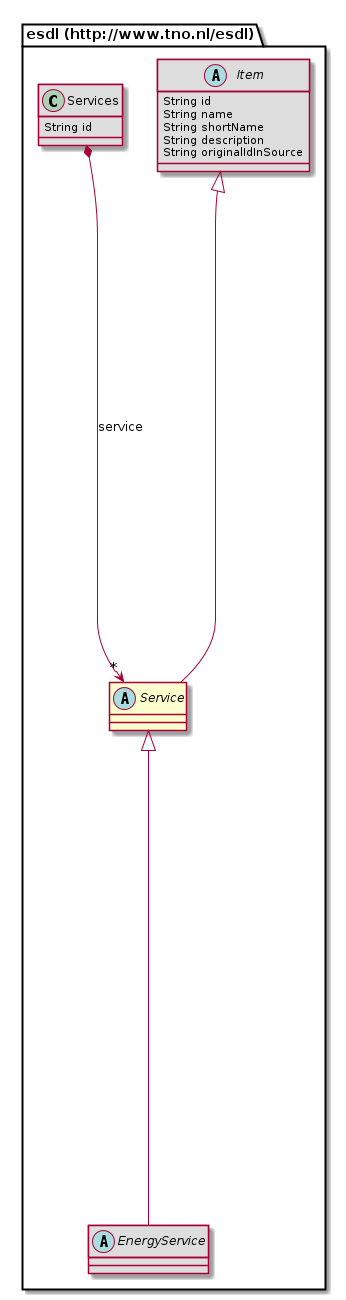 esdl (http://www.tno.nl/esdl)
C Services
String id
A Item
String id
String name
String shortName
String description
String originalIdInSource
service
*
A Service
A EnergyService